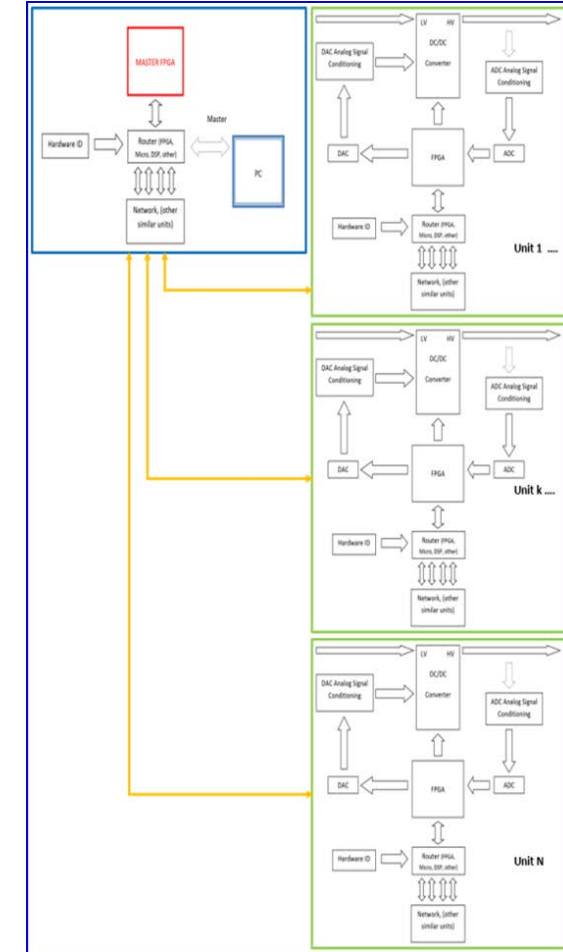 MASTER FPGA
Master
Hardware ID
Router (FPGA,
Micro, DSP, other)
PC
Network, (other
similar units)
LV HV
DC/DC
Converter
DAC Analog Signal
Conditioning
ADC Analog Signal
Conditioning
DAC
FPGA
ADC
Hardware ID
Router (FPGA,
Micro, DSP, other)
Network, (other
similar units)
Unit 1 ....
LV HV
DC/DC
Converter
DAC Analog Signal
Conditioning
ADC Analog Signal
Conditioning
DAC
FPGA
ADC
Unit k ....
Hardware ID
Router (FPGA,
Micro, DSP, other)
Network, (other
similar units)
LV HV
DC/DC
Converter
DAC Analog Signal
Conditioning
ADC Analog Signal
Conditioning
DAC
FPGA
ADC
Hardware ID
Router (FPGA,
Micro, DSP, other)
Unit N
Network, (other
similar units)